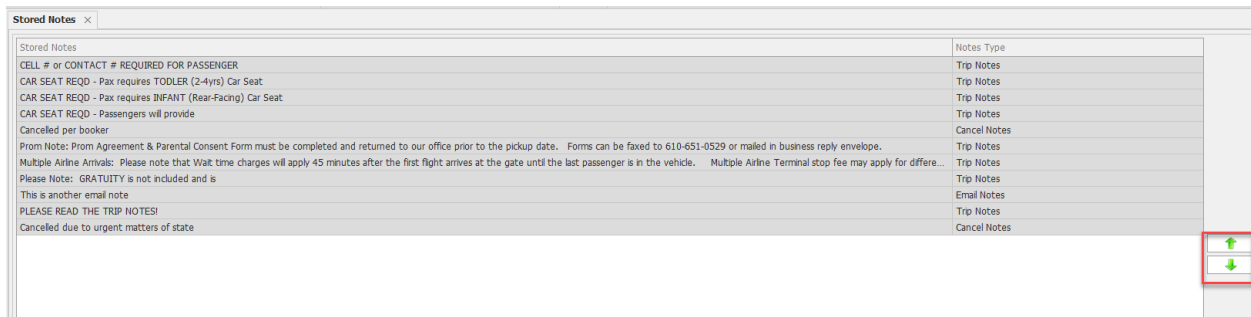 Stored Notes ×
Stored Notes Notes Type
CELL # or CONTACT # REQUIRED FOR PASSENGER Trip Notes
CAR SEAT REQD - Pax requires TODLER (2-4yrs) Car Seat Trip Notes
CAR SEAT REQD - Pax requires INFANT (Rear-Facing) Car Seat Trip Notes
CAR SEAT REQD - Passengers will provide Trip Notes
Cancelled per booker Cancel Notes
Prom Note: Prom Agreement & Parental Consent Form must be completed and returned to our office prior to the pickup date.   Forms can be faxed to 610-651-0529 or mailed in business reply envelope. Trip Notes
Multiple Airline Arrivals:  Please note that Wait time charges will apply 45 minutes after the first flight arrives at the gate until the last passenger is in the vehicle.    Multiple Airline Terminal stop fee may apply for differe... Trip Notes
Please Note:  GRATUITY is not included and is Trip Notes
This is another email note Email Notes
PLEASE READ THE TRIP NOTES! Trip Notes
Cancelled due to urgent matters of state Cancel Notes